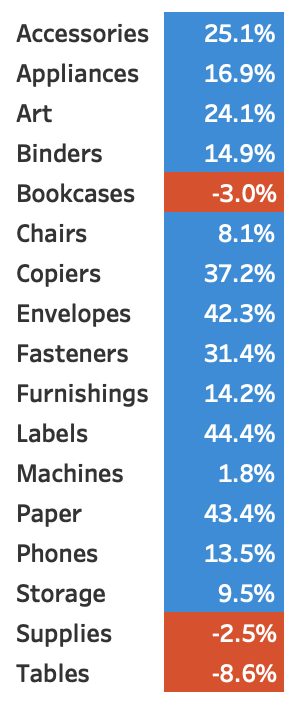 Accessories 25.1%
Appliances 16.9%
Art 24.1%
Binders 14.9%
Bookcases -3.0%
Chairs 8.1%
Copiers 37.2%
Envelopes 42.3%
Fasteners 31.4%
Furnishings 14.2%
Labels 44.4%
Machines 1.8%
Paper 43.4%
Phones 13.5%
Storage 9.5%
Supplies -2.5%
Tables -8.6%